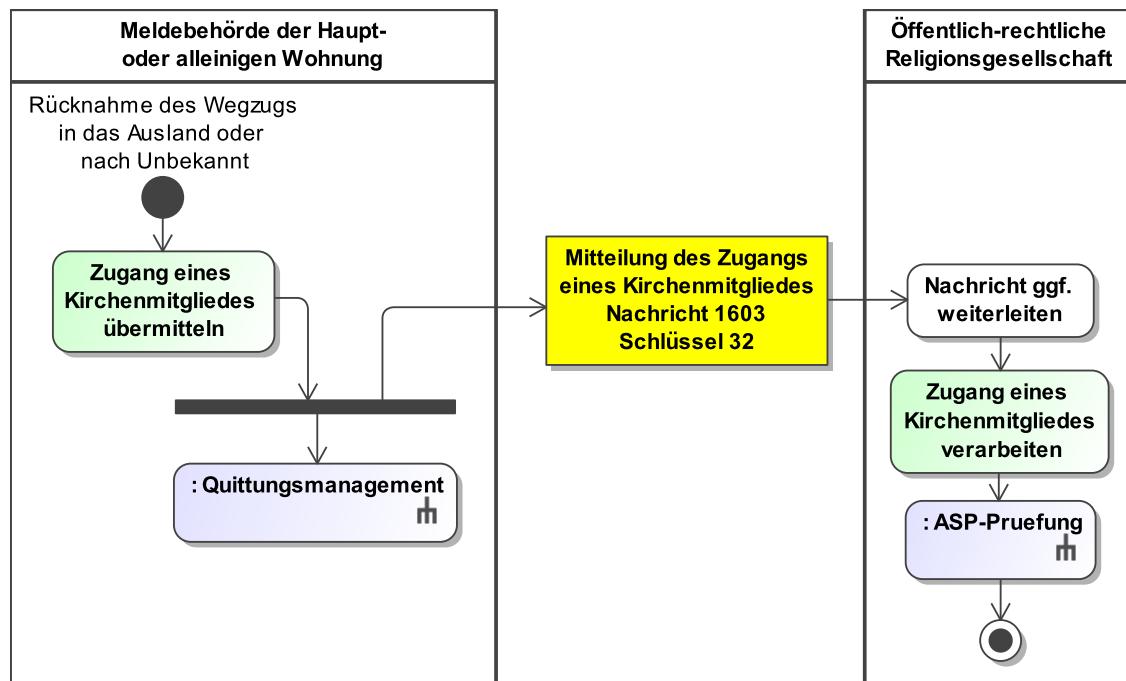 Meldebehörde der Haupt-
oder alleinigen Wohnung
Öffentlich-rechtliche
Religionsgesellschaft
Rücknahme des Wegzugs
in das Ausland oder
nach Unbekannt
Zugang eines
Kirchenmitgliedes
übermitteln
: Quittungsmanagement
Mitteilung des Zugangs
eines Kirchenmitgliedes
Nachricht 1603
Schlüssel 32
Nachricht ggf.
weiterleiten
Zugang eines
Kirchenmitgliedes
verarbeiten
: ASP-Pruefung